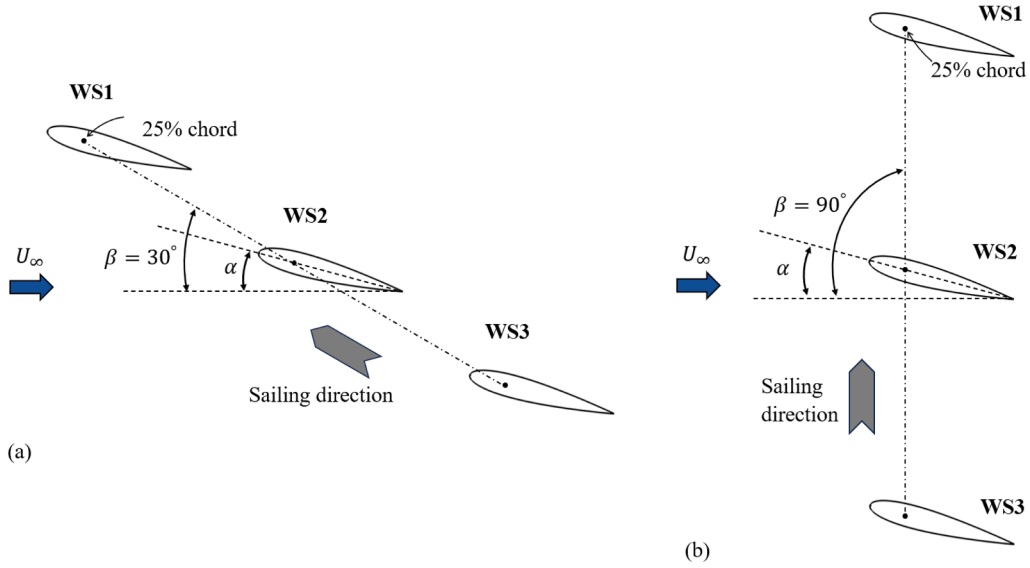 WS1
25% chord
WS2
U∞
β = 30°
α
WS3
Sailing direction
(a)
WS1
25% chord
β = 90°
WS2
U∞
α
Sailing
direction
WS3
(b)